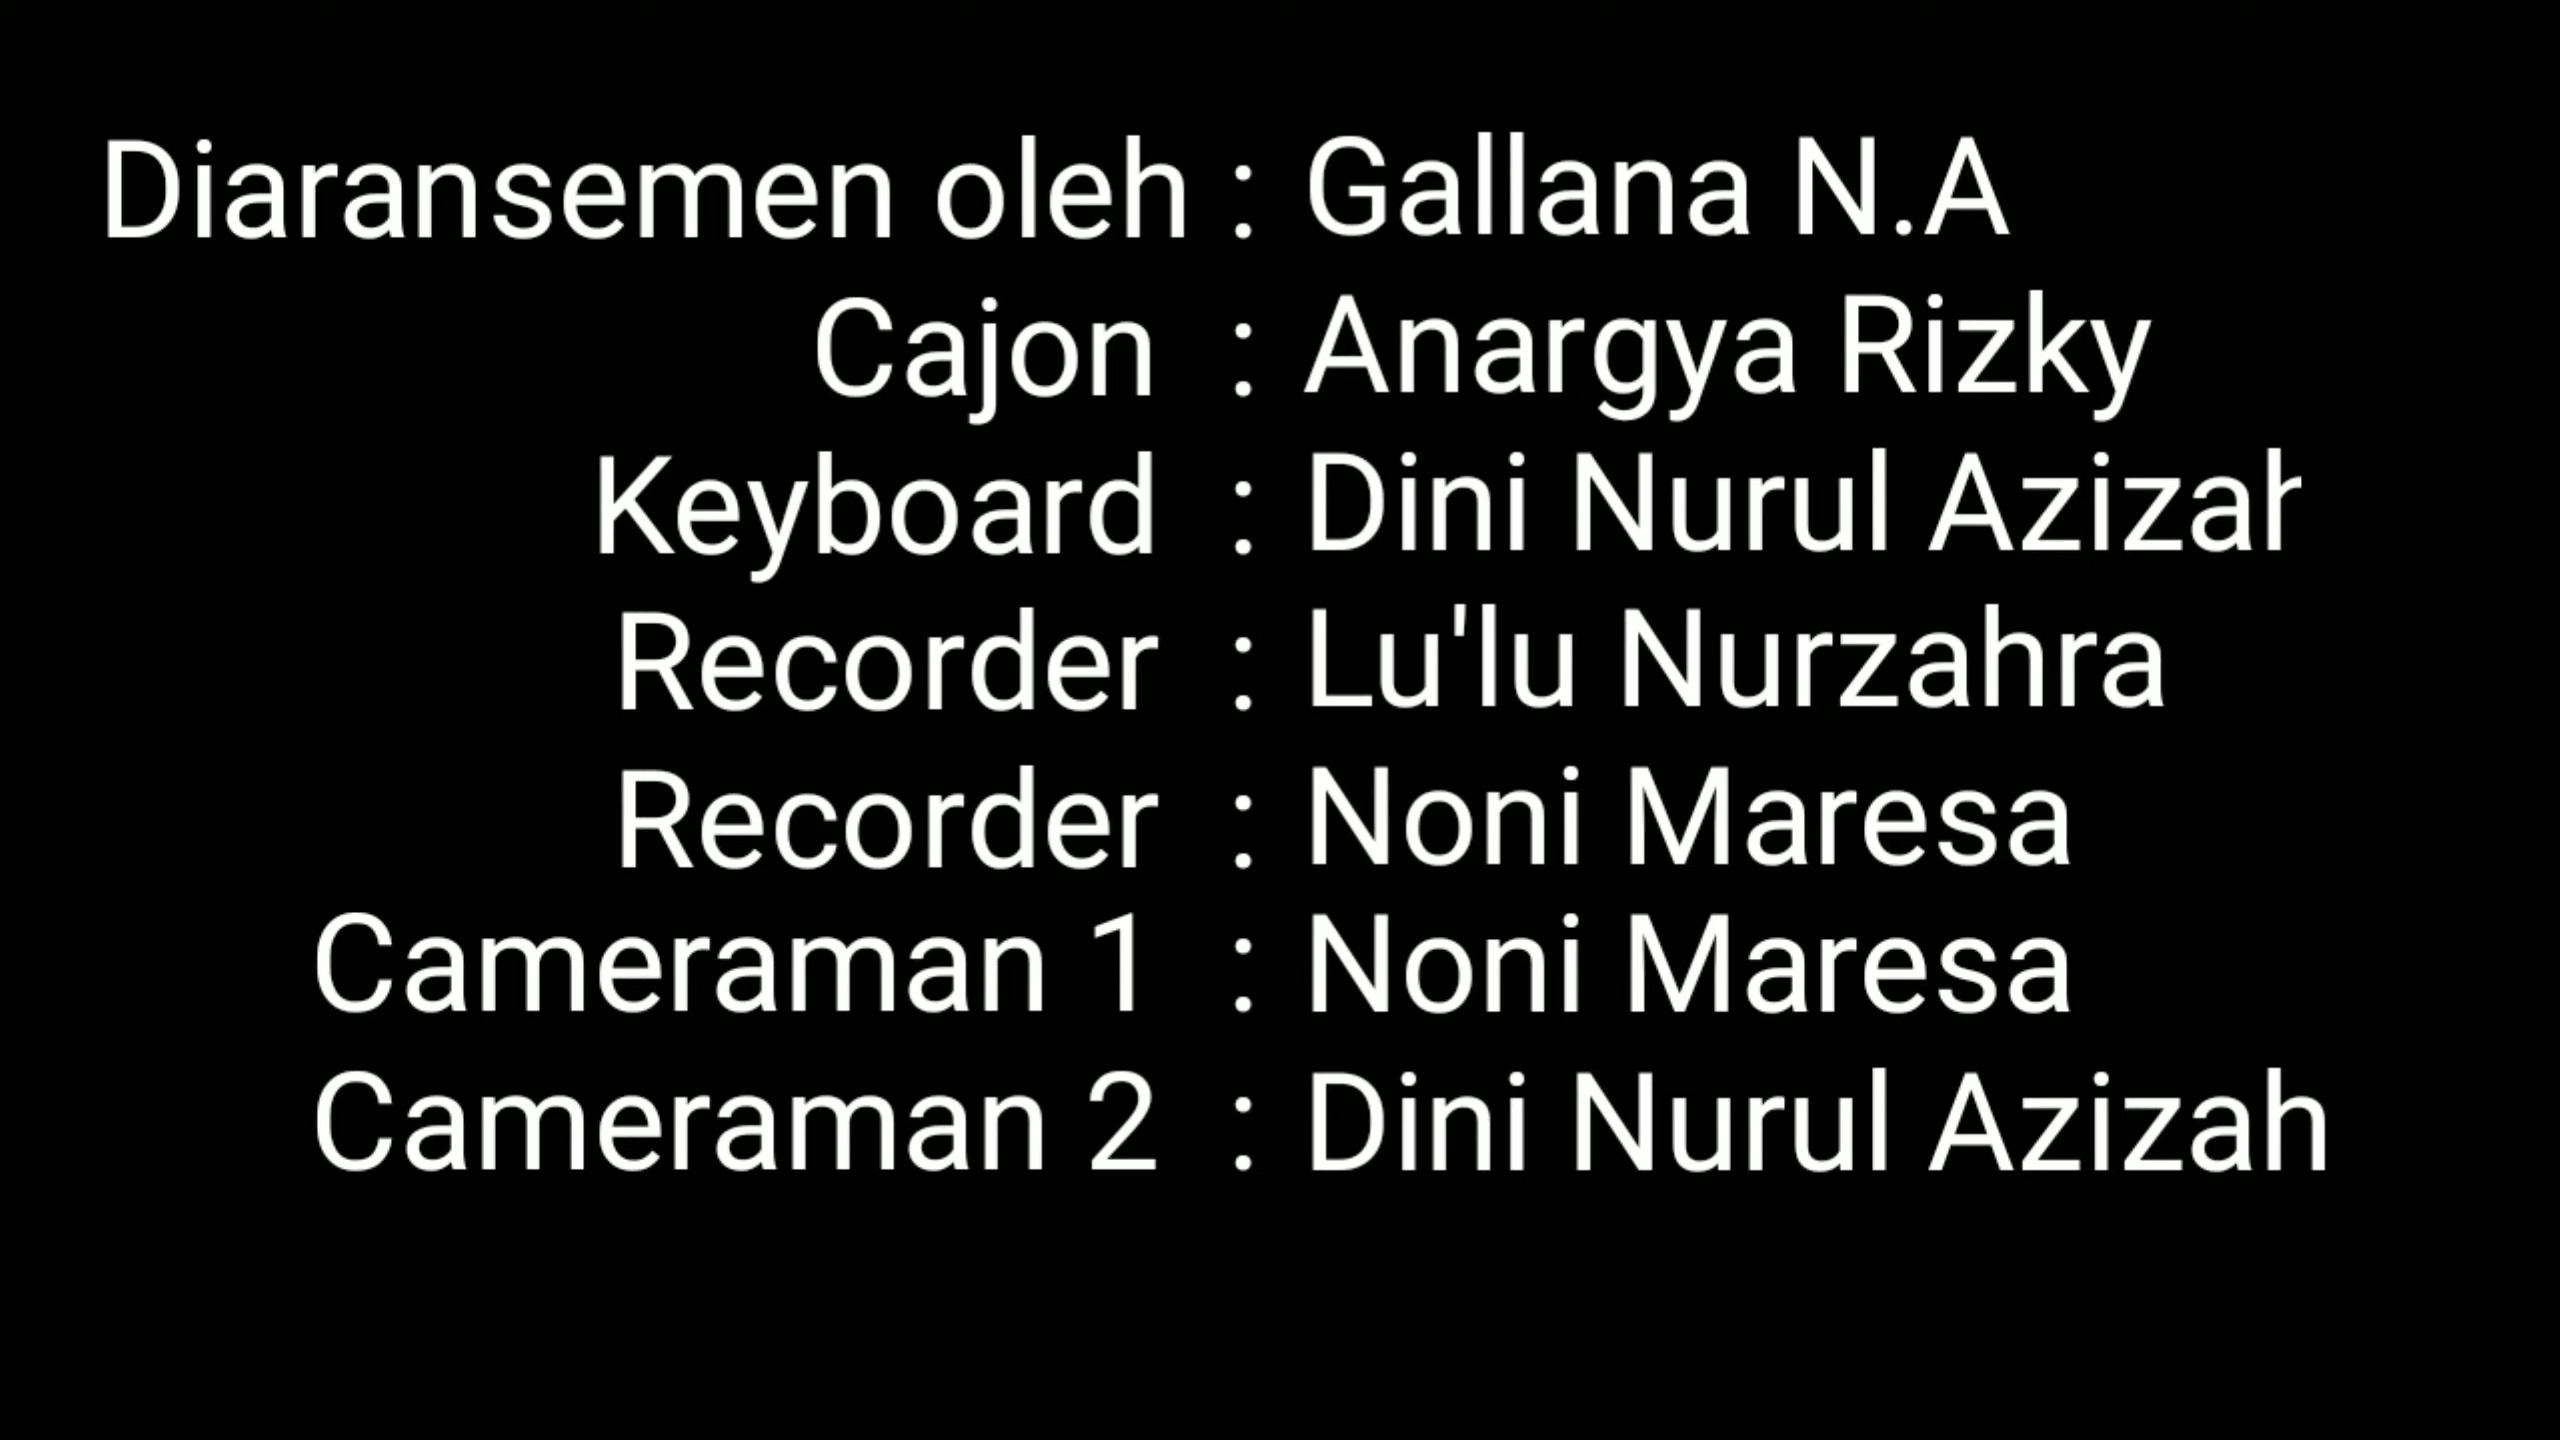 Diaransemen oleh : Gallana N.A
Cajon : Anargya Rizky
Keyboard : Dini Nurul Azizah
Recorder : Lu'lu Nurzahra
Recorder : Noni Maresa
Cameraman 1 : Noni Maresa
Cameraman 2 : Dini Nurul Azizah